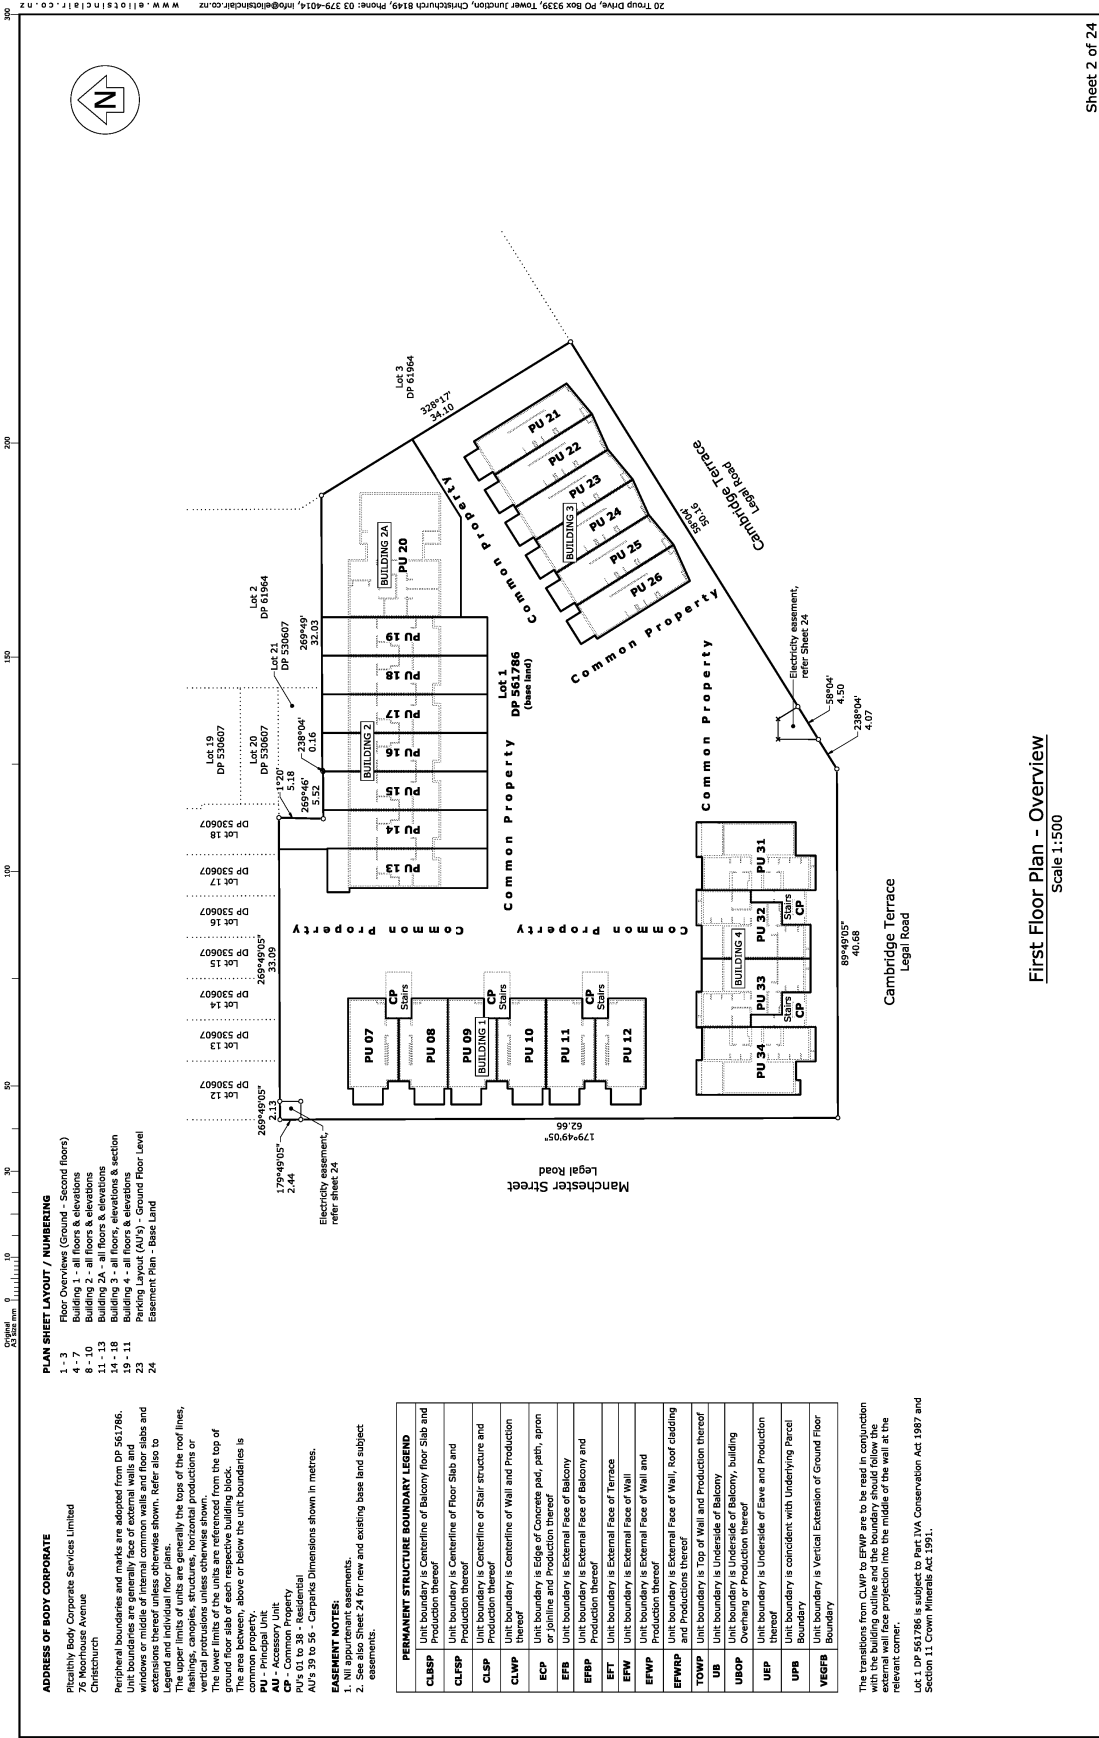 ADDRESS OF BODY CORPORATE
Pitcaithly Body Corporate Services Limited
76 Moorhouse Avenue
Christchurch
Peripheral boundaries and marks are adopted from DP 561786.
Unit boundaries are generally face of external walls and
windows or middle of internal common walls and floor slabs and
extensions thereof unless otherwise shown. Refer also to
Legend and individual floor plans.
The upper limits of units are generally the tops of the roof lines,
flashings, canopies, structures, horizontal productions or
vertical protrusions unless otherwise shown.
The lower limits of the units are referenced from the top of
ground floor slab of each respective building block.
The area between, above or below the unit boundaries is
common property.
PU - Principal Unit
AU - Accessory Unit
CP - Common Property
PU's 01 to 38 - Residential
AU's 39 to 56 - Carparks Dimensions shown in metres.
EASEMENT NOTES:
1. Nil appurtenant easements.
2. See also Sheet 24 for new and existing base land subject
easements.
PERMANENT STRUCTURE BOUNDARY LEGEND
CLBSP Unit boundary is Centerline of Balcony floor Slab and
Production thereof
CLFSP Unit boundary is Centerline of Floor Slab and
Production thereof
CLSP Unit boundary is Centerline of Stair structure and
Production thereof
CLWP Unit boundary is Centerline of Wall and Production
thereof
ECP Unit boundary is Edge of Concrete pad, path, apron
or joinline and Production thereof
EFB Unit boundary is External Face of Balcony
EFBP Unit boundary is External Face of Balcony and
Production thereof
EFT Unit boundary is External Face of Terrace
EFW Unit boundary is External Face of Wall
EFWP Unit boundary is External Face of Wall and
Production thereof
EFWRP Unit boundary is External Face of Wall, Roof cladding
and Productions thereof
TOWP Unit boundary is Top of Wall and Production thereof
UB Unit boundary is Underside of Balcony
UBOP Unit boundary is Underside of Balcony, building
Overhang or Production thereof
UEP Unit boundary is Underside of Eave and Production
thereof
UPB Unit boundary is coincident with Underlying Parcel
Boundary
VEGFB Unit boundary is Vertical Extension of Ground Floor
Boundary
The transitions from CLWP to EFWP are to be read in conjunction
with the building outline and the boundary should follow the
external wall face projection into the middle of the wall at the
relevant corner.
Lot 1 DP 561786 is subject to Part IVA Conservation Act 1987 and
Section 11 Crown Minerals Act 1991.
PLAN SHEET LAYOUT / NUMBERING
1 - 3 Floor Overviews (Ground - Second floors)
4 - 7 Building 1 - all floors & elevations
8 - 10 Building 2 - all floors & elevations
11 - 13 Building 2A - all floors & elevations
14 - 18 Building 3 - all floors, elevations & section
19 - 11 Building 4 - all floors & elevations
23 Parking Layout (AU's) - Ground Floor Level
24 Easement Plan - Base Land
Original
A3 Size mm
0
10
30
50
100
150
200
300
N
www.eliotsinclair.co.nz
20 Troup Drive, PO Box 9339, Tower Junction, Christchurch 8149, Phone: 03 379-4014, info@eliotsinclair.co.nz
Lot 12
DP 530607
Lot 13
DP 530607
Lot 14
DP 530607
Lot 15
DP 530607
Lot 16
DP 530607
Lot 17
DP 530607
Lot 18
DP 530607
Lot 19
DP 530607
Lot 20
DP 530607
Lot 21
DP 530607
Lot 2
DP 61964
Lot 3
DP 61964
179°49'05"
2.44
269°49'05"
2.13
269°49'05"
33.09
1°20'
5.18
269°46'
5.52
238°04'
0.16
269°49'
32.03
328°17'
34.10
Electricity easement,
refer sheet 24
PU 07
PU 08
PU 09
PU 10
PU 11
PU 12
BUILDING 1
CP
Stairs
CP
Stairs
CP
Stairs
PU 13
PU 14
PU 15
PU 16
PU 17
PU 18
PU 19
BUILDING 2
BUILDING 2A
PU 20
Common Property
Common Property
Common Property
Common Property
Common Property
Common Property
Common Property
Common Property
Common Property
Lot 1
DP 561786
(base land)
PU 21
PU 22
PU 23
PU 24
PU 25
PU 26
BUILDING 3
58°04'
50.16
Cambridge Terrace
Legal Road
Electricity easement,
refer Sheet 24
58°04'
4.50
238°04'
4.07
PU 31
PU 32
PU 33
PU 34
BUILDING 4
Stairs
CP
Stairs
CP
89°49'05"
40.68
179°49'05"
62.66
Manchester Street
Legal Road
Cambridge Terrace
Legal Road
First Floor Plan - Overview
Scale 1:500
Sheet 2 of 24